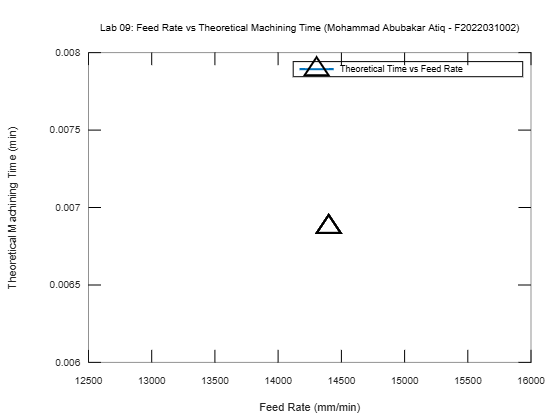 Lab 09: Feed Rate vs Theoretical Machining Time (Mohammad Abubakar Atiq - F2022031002)
Theoretical Time vs Feed Rate
0.008
0.0075
0.007
0.0065
0.006
Theoretical Machining Time (min)
12500 13000 13500 14000 14500 15000 15500 16000
Feed Rate (mm/min)